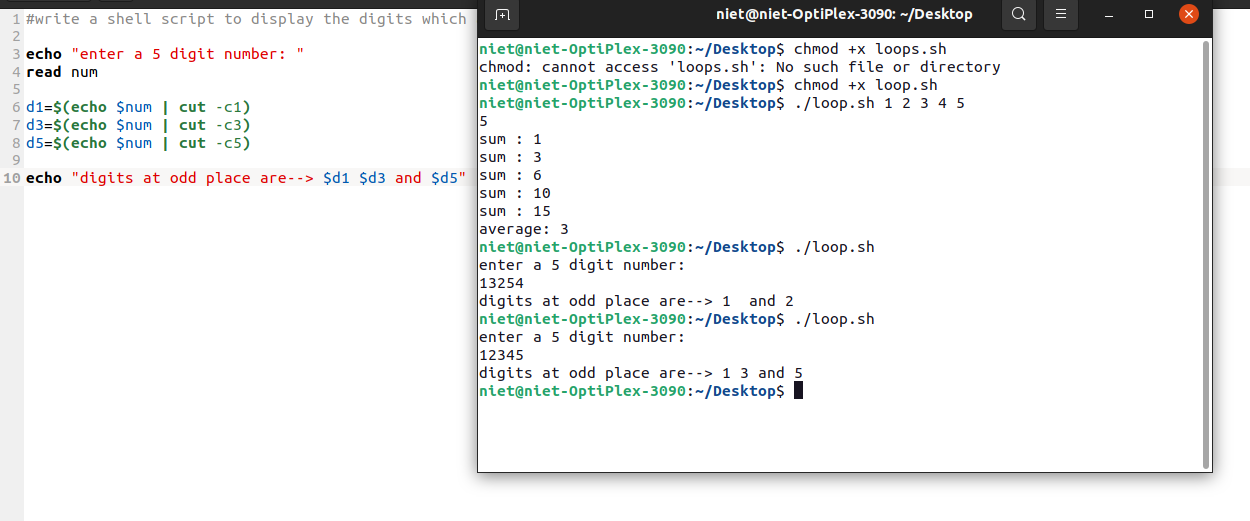 1 #write a shell script to display the digits which
2
3 echo "enter a 5 digit number: "
4 read num
5
6 d1=$(echo $num | cut -c1)
7 d3=$(echo $num | cut -c3)
8 d5=$(echo $num | cut -c5)
9
10 echo "digits at odd place are--> $d1 $d3 and $d5"
niet@niet-OptiPlex-3090: ~/Desktop
niet@niet-OptiPlex-3090:~/Desktop$ chmod +x loops.sh
chmod: cannot access 'loops.sh': No such file or directory
niet@niet-OptiPlex-3090:~/Desktop$ chmod +x loop.sh
niet@niet-OptiPlex-3090:~/Desktop$ ./loop.sh 1 2 3 4 5
5
sum : 1
sum : 3
sum : 6
sum : 10
sum : 15
average: 3
niet@niet-OptiPlex-3090:~/Desktop$ ./loop.sh
enter a 5 digit number:
13254
digits at odd place are--> 1  and 2
niet@niet-OptiPlex-3090:~/Desktop$ ./loop.sh
enter a 5 digit number:
12345
digits at odd place are--> 1 3 and 5
niet@niet-OptiPlex-3090:~/Desktop$